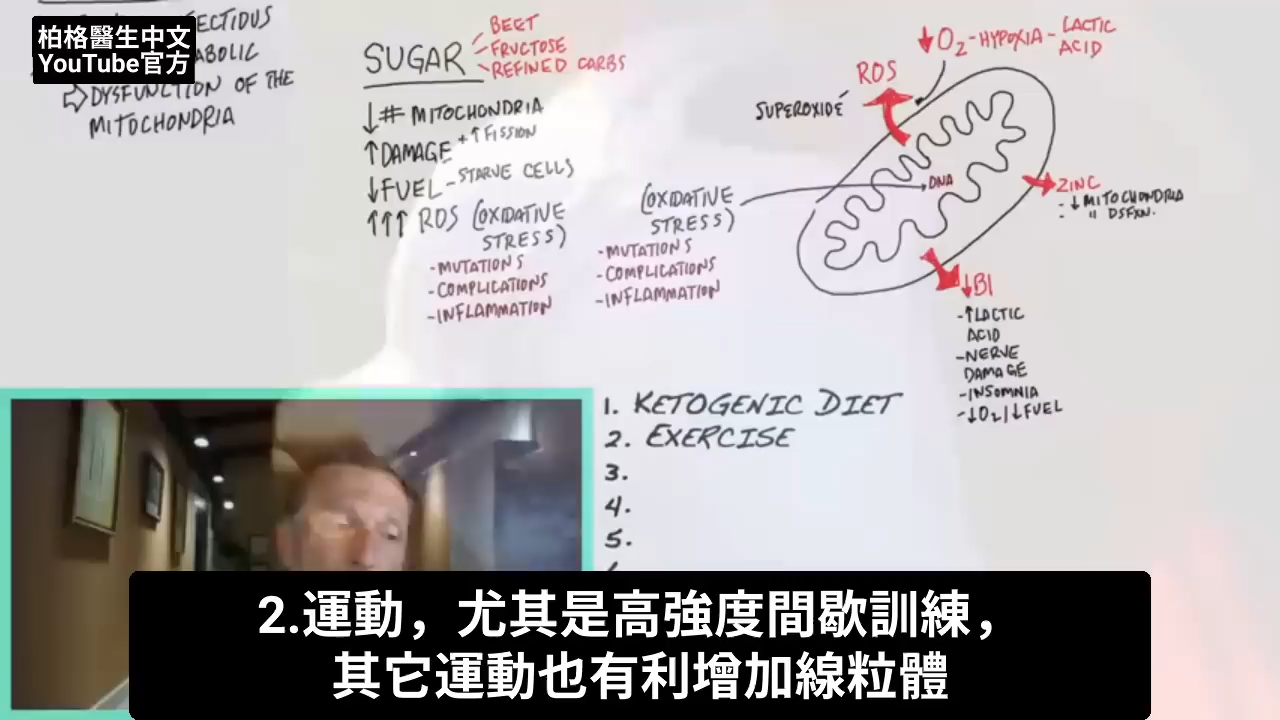 柏格醫生中文
YouTube官方
DYSFUNCTION OF THE
MITOCHONDRIA
SUGAR
BEET
FRUCTOSE
REFINED CARBS
↓# MITOCHONDRIA
↑DAMAGE +↑FISSION
↓FUEL-STARVE CELLS
↑↑↑ ROS (OXIDATIVE
STRESS)
-MUTATIONS
-COMPLICATIONS
-INFLAMMATION
(OXIDATIVE
STRESS)
-MUTATIONS
-COMPLICATIONS
-INFLAMMATION
↓O2-HYPOXIA-LACTIC
ACID
ROS
SUPEROXIDE
DNA
ZINC
-↓MITOCHONDRIA
- " DSFXN.
↓B1
-↑LACTIC
ACID
-NERVE
DAMAGE
-INSOMNIA
-↓O2/↓FUEL
1. KETOGENIC DIET
2. EXERCISE
3.
4.
5.
2.運動，尤其是高強度間歇訓練，
其它運動也有利增加線粒體